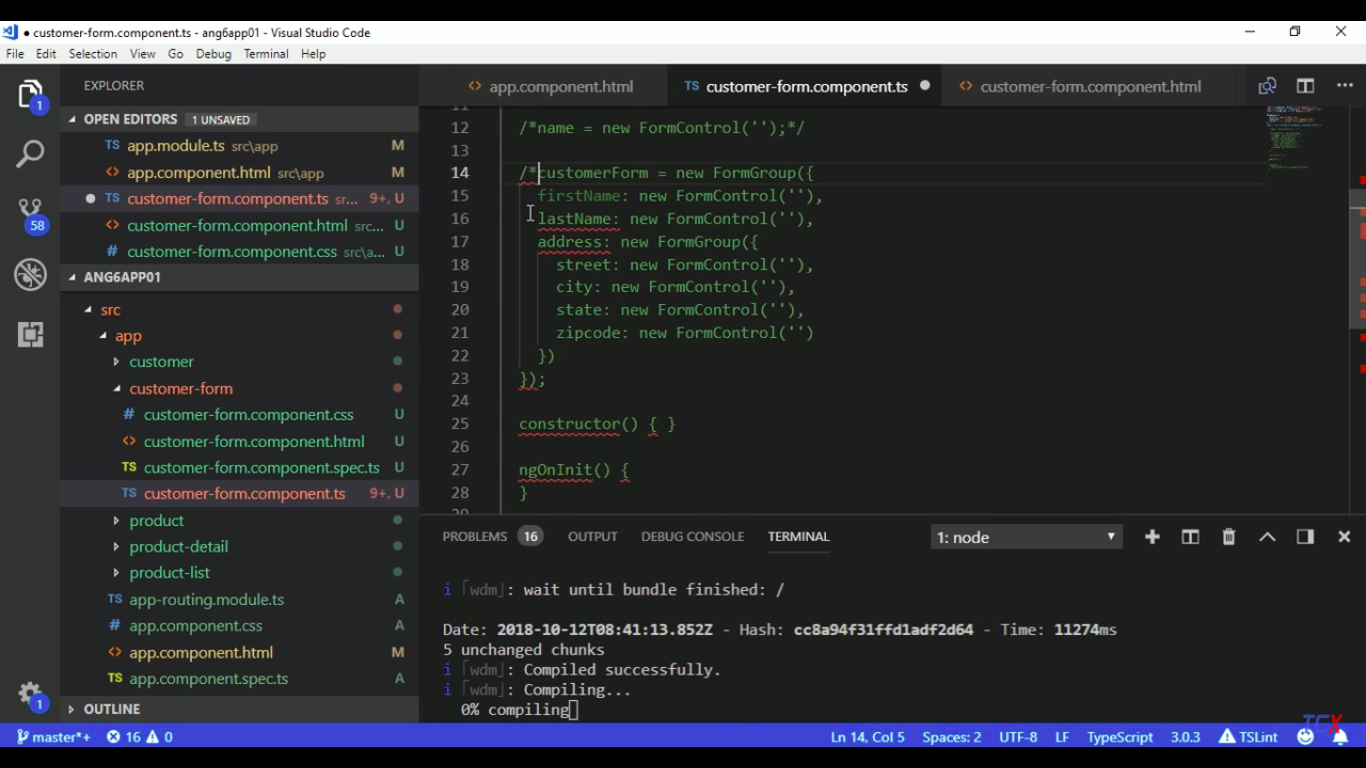 customer-form.component.ts - ang6app01 - Visual Studio Code
File Edit Selection View Go Debug Terminal Help
EXPLORER
1
OPEN EDITORS 1 UNSAVED
TS app.module.ts src\app M
<> app.component.html src\app M
TS customer-form.component.ts sr... 9+, U
<> customer-form.component.html src... U
# customer-form.component.css src\a... U
58
ANG6APP01
src
app
customer
customer-form
# customer-form.component.css U
<> customer-form.component.html U
TS customer-form.component.spec.ts U
TS customer-form.component.ts 9+, U
product
product-detail
product-list
TS app-routing.module.ts A
# app.component.css A
<> app.component.html M
TS app.component.spec.ts A
1
OUTLINE
<> app.component.html TS customer-form.component.ts <> customer-form.component.html ...
11
12 /*name = new FormControl('');*/
13
14 /*customerForm = new FormGroup({
15 firstName: new FormControl(''),
16 lastName: new FormControl(''),
17 address: new FormGroup({
18 street: new FormControl(''),
19 city: new FormControl(''),
20 state: new FormControl(''),
21 zipcode: new FormControl('')
22 })
23 });
24
25 constructor() { }
26
27 ngOnInit() {
28 }
29
PROBLEMS 16 OUTPUT DEBUG CONSOLE TERMINAL 1: node
i ｢wdm｣: wait until bundle finished: /
Date: 2018-10-12T08:41:13.852Z - Hash: cc8a94f31ffd1adf2d64 - Time: 11274ms
5 unchanged chunks
i ｢wdm｣: Compiled successfully.
i ｢wdm｣: Compiling...
0% compiling
master*+ 16 0 Ln 14, Col 5 Spaces: 2 UTF-8 LF TypeScript 3.0.3 TSLint